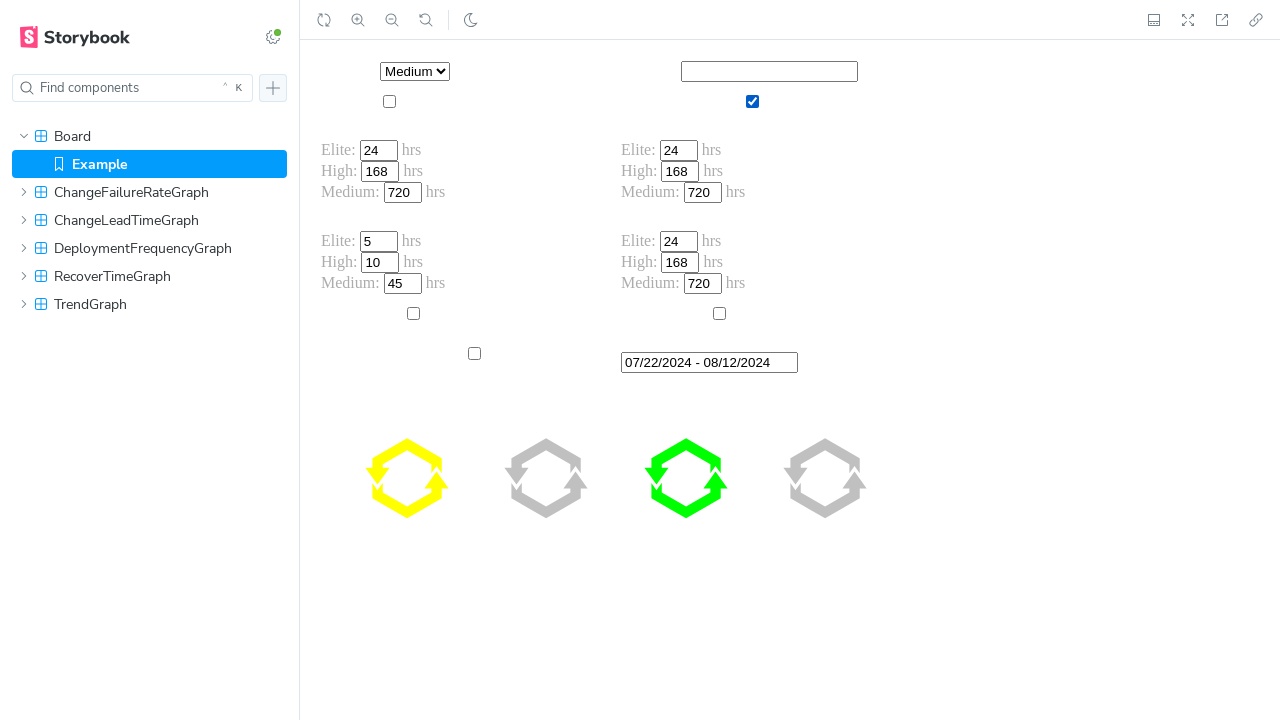 Storybook
Find components
^ K
Board
Example
ChangeFailureRateGraph
ChangeLeadTimeGraph
DeploymentFrequencyGraph
RecoverTimeGraph
TrendGraph
Medium
Elite: 24 hrs
High: 168 hrs
Medium: 720 hrs
Elite: 24 hrs
High: 168 hrs
Medium: 720 hrs
Elite: 5 hrs
High: 10 hrs
Medium: 45 hrs
Elite: 24 hrs
High: 168 hrs
Medium: 720 hrs
07/22/2024 - 08/12/2024